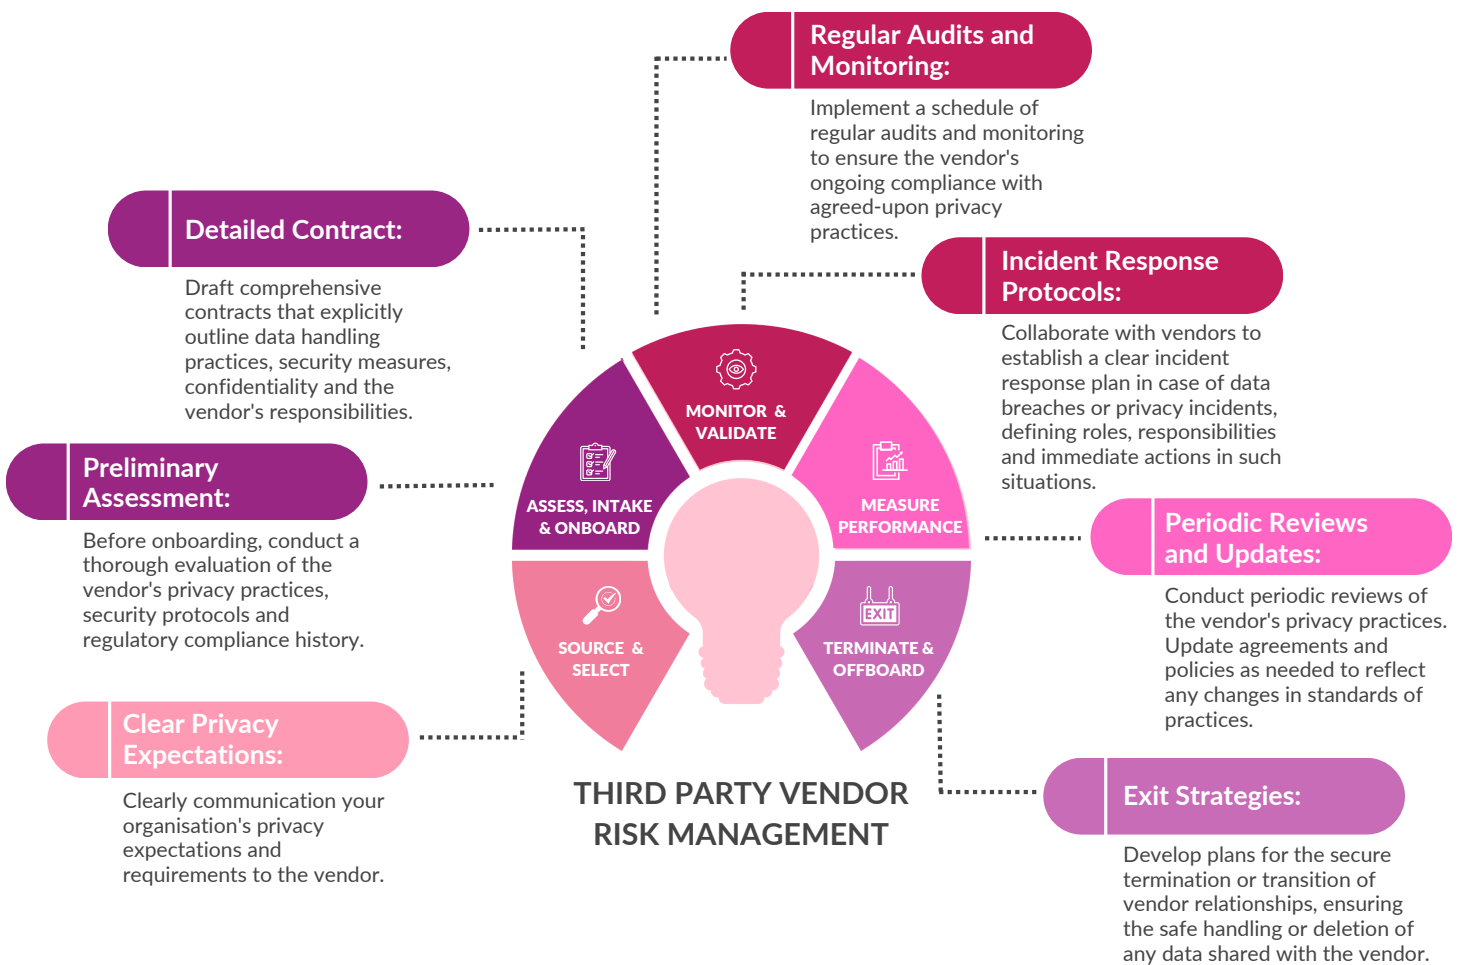 Regular Audits and
Monitoring:
Implement a schedule of
regular audits and monitoring
to ensure the vendor's
ongoing compliance with
agreed-upon privacy
practices.
Detailed Contract:
Draft comprehensive
contracts that explicitly
outline data handling
practices, security measures,
confidentiality and the
vendor's responsibilities.
Incident Response
Protocols:
Collaborate with vendors to
establish a clear incident
response plan in case of data
breaches or privacy incidents,
defining roles, responsibilities
and immediate actions in such
situations.
Preliminary
Assessment:
Before onboarding, conduct a
thorough evaluation of the
vendor's privacy practices,
security protocols and
regulatory compliance history.
MONITOR &
VALIDATE
ASSESS, INTAKE
& ONBOARD
MEASURE
PERFORMANCE
SOURCE &
SELECT
EXIT
TERMINATE &
OFFBOARD
Periodic Reviews
and Updates:
Conduct periodic reviews of
the vendor's privacy practices.
Update agreements and
policies as needed to reflect
any changes in standards of
practices.
Clear Privacy
Expectations:
Clearly communication your
organisation's privacy
expectations and
requirements to the vendor.
THIRD PARTY VENDOR
RISK MANAGEMENT
Exit Strategies:
Develop plans for the secure
termination or transition of
vendor relationships, ensuring
the safe handling or deletion of
any data shared with the vendor.